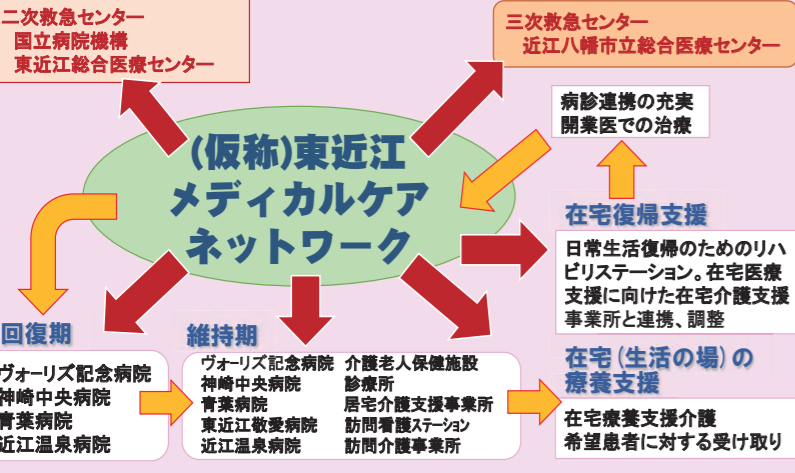 二次救急センター
国立病院機構
東近江総合医療センター
三次救急センター
近江八幡市立総合医療センター
病診連携の充実
開業医での治療
(仮称)東近江
メディカルケア
ネットワーク
在宅復帰支援
日常生活復帰のためのリハ
ビリステーション。在宅医療
支援に向けた在宅介護支援
事業所と連携、調整
回復期
ヴォーリズ記念病院
神崎中央病院
青葉病院
近江温泉病院
維持期
ヴォーリズ記念病院 介護老人保健施設
神崎中央病院 診療所
青葉病院 居宅介護支援事業所
東近江敬愛病院 訪問看護ステーション
近江温泉病院 訪問介護事業所
在宅(生活の場)の
療養支援
在宅療養支援介護
希望患者に対する受け取り